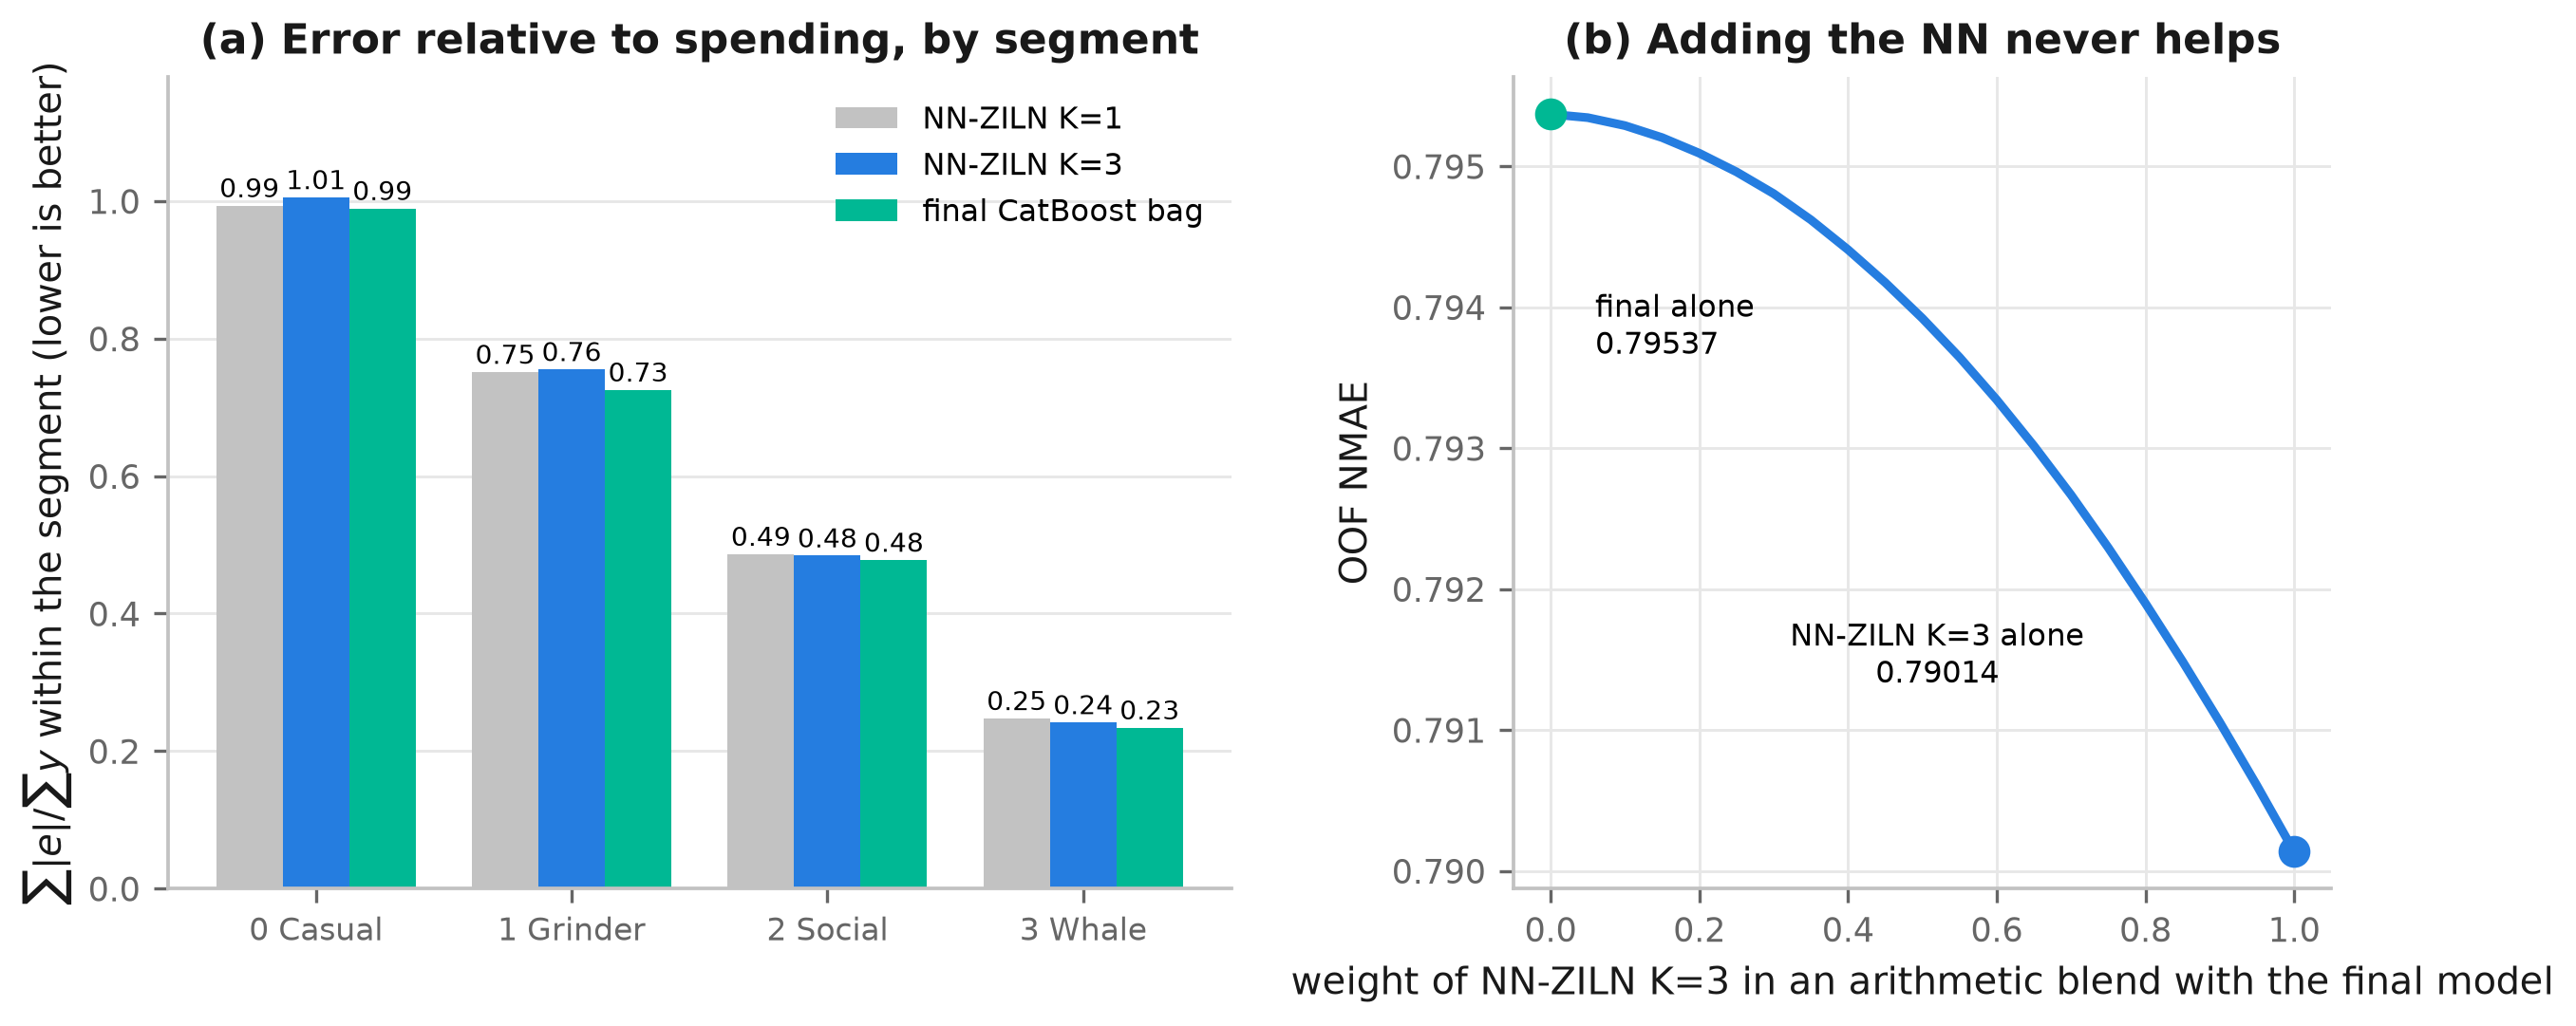 (a) Error relative to spending, by segment
∑|e|/∑y within the segment (lower is better)
1.0
0.8
0.6
0.4
0.2
0.0
NN-ZILN K=1
NN-ZILN K=3
final CatBoost bag
0.99 1.01 0.99
0.75 0.76 0.73
0.49 0.48 0.48
0.25 0.24 0.23
0 Casual
1 Grinder
2 Social
3 Whale
(b) Adding the NN never helps
OOF NMAE
0.795
0.794
0.793
0.792
0.791
0.790
final alone
0.79537
NN-ZILN K=3 alone
0.79014
0.0 0.2 0.4 0.6 0.8 1.0
weight of NN-ZILN K=3 in an arithmetic blend with the final model